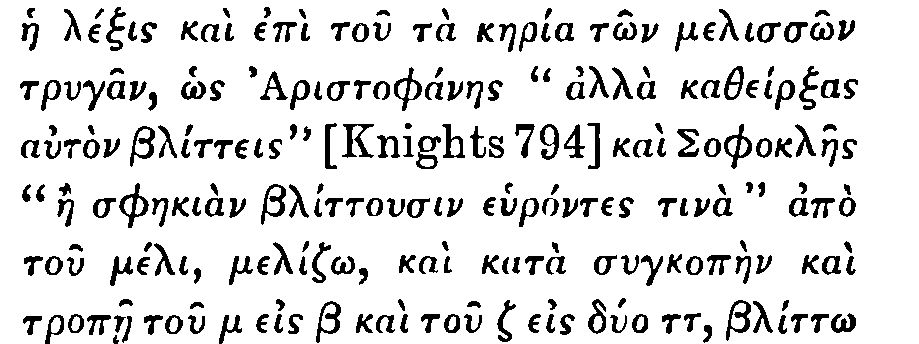 ἡ λέξις καὶ ἐπὶ τοῦ τὰ κηρία τῶν μελισσῶν
τρυγᾶν, ὡς Ἀριστοφάνης “ἀλλὰ καθείρξας
αὐτὸν βλίττεις” [Knights 794] καὶ Σοφοκλῆς
“ἦ σφηκιὰν βλίττουσιν εὑρόντες τινὰ” ἀπὸ
τοῦ μέλι, μελίζω, καὶ κατὰ συγκοπὴν καὶ
τροπῇ τοῦ μ εἰς β καὶ τοῦ ζ εἰς δύο ττ, βλίττω